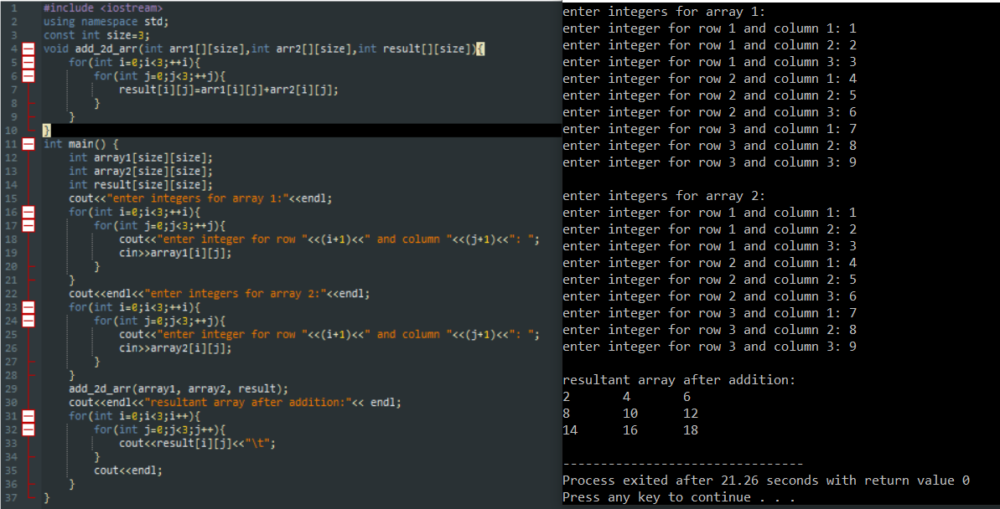 1 #include <iostream>
2 using namespace std;
3 const int size=3;
4 void add_2d_arr(int arr1[][size],int arr2[][size],int result[][size]){
5 for(int i=0;i<3;++i){
6 for(int j=0;j<3;++j){
7 result[i][j]=arr1[i][j]+arr2[i][j];
8 }
9 }
10 }
11 int main() {
12 int array1[size][size];
13 int array2[size][size];
14 int result[size][size];
15 cout<<"enter integers for array 1:"<<endl;
16 for(int i=0;i<3;++i){
17 for(int j=0;j<3;++j){
18 cout<<"enter integer for row "<<(i+1)<<" and column "<<(j+1)<<": ";
19 cin>>array1[i][j];
20 }
21 }
22 cout<<endl<<"enter integers for array 2:"<<endl;
23 for(int i=0;i<3;++i){
24 for(int j=0;j<3;++j){
25 cout<<"enter integer for row "<<(i+1)<<" and column "<<(j+1)<<": ";
26 cin>>array2[i][j];
27 }
28 }
29 add_2d_arr(array1, array2, result);
30 cout<<endl<<"resultant array after addition:"<< endl;
31 for(int i=0;i<3;i++){
32 for(int j=0;j<3;j++){
33 cout<<result[i][j]<<"\t";
34 }
35 cout<<endl;
36 }
37 }
enter integers for array 1:
enter integer for row 1 and column 1: 1
enter integer for row 1 and column 2: 2
enter integer for row 1 and column 3: 3
enter integer for row 2 and column 1: 4
enter integer for row 2 and column 2: 5
enter integer for row 2 and column 3: 6
enter integer for row 3 and column 1: 7
enter integer for row 3 and column 2: 8
enter integer for row 3 and column 3: 9
enter integers for array 2:
enter integer for row 1 and column 1: 1
enter integer for row 1 and column 2: 2
enter integer for row 1 and column 3: 3
enter integer for row 2 and column 1: 4
enter integer for row 2 and column 2: 5
enter integer for row 2 and column 3: 6
enter integer for row 3 and column 1: 7
enter integer for row 3 and column 2: 8
enter integer for row 3 and column 3: 9
resultant array after addition:
2 4 6
8 10 12
14 16 18
--------------------------------
Process exited after 21.26 seconds with return value 0
Press any key to continue . . .